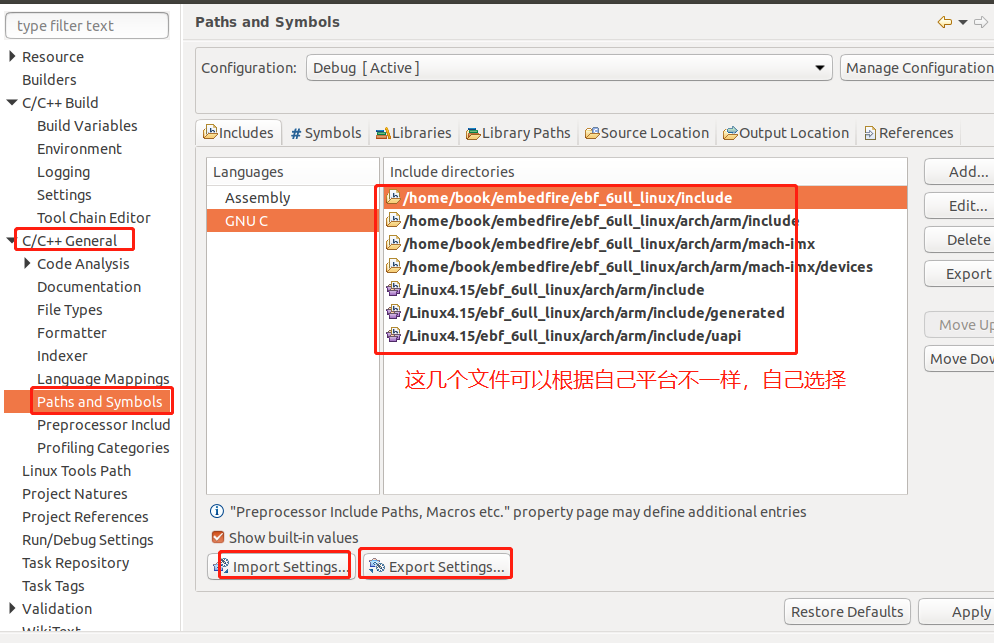 type filter text
Resource
Builders
C/C++ Build
Build Variables
Environment
Logging
Settings
Tool Chain Editor
C/C++ General
Code Analysis
Documentation
File Types
Formatter
Indexer
Language Mappings
Paths and Symbols
Preprocessor Includ
Profiling Categories
Linux Tools Path
Project Natures
Project References
Run/Debug Settings
Task Repository
Task Tags
Validation
WikiText
Paths and Symbols
Configuration: Debug [ Active ] Manage Configuration
Includes # Symbols Libraries Library Paths Source Location Output Location References
Languages
Assembly
GNU C
Include directories
/home/book/embedfire/ebf_6ull_linux/include
/home/book/embedfire/ebf_6ull_linux/arch/arm/include
/home/book/embedfire/ebf_6ull_linux/arch/arm/mach-imx
/home/book/embedfire/ebf_6ull_linux/arch/arm/mach-imx/devices
/Linux4.15/ebf_6ull_linux/arch/arm/include
/Linux4.15/ebf_6ull_linux/arch/arm/include/generated
/Linux4.15/ebf_6ull_linux/arch/arm/include/uapi
这几个文件可以根据自己平台不一样，自己选择
Add...
Edit...
Delete
Export
Move Up
Move Dov
"Preprocessor Include Paths, Macros etc." property page may define additional entries
Show built-in values
Import Settings... Export Settings...
Restore Defaults Apply